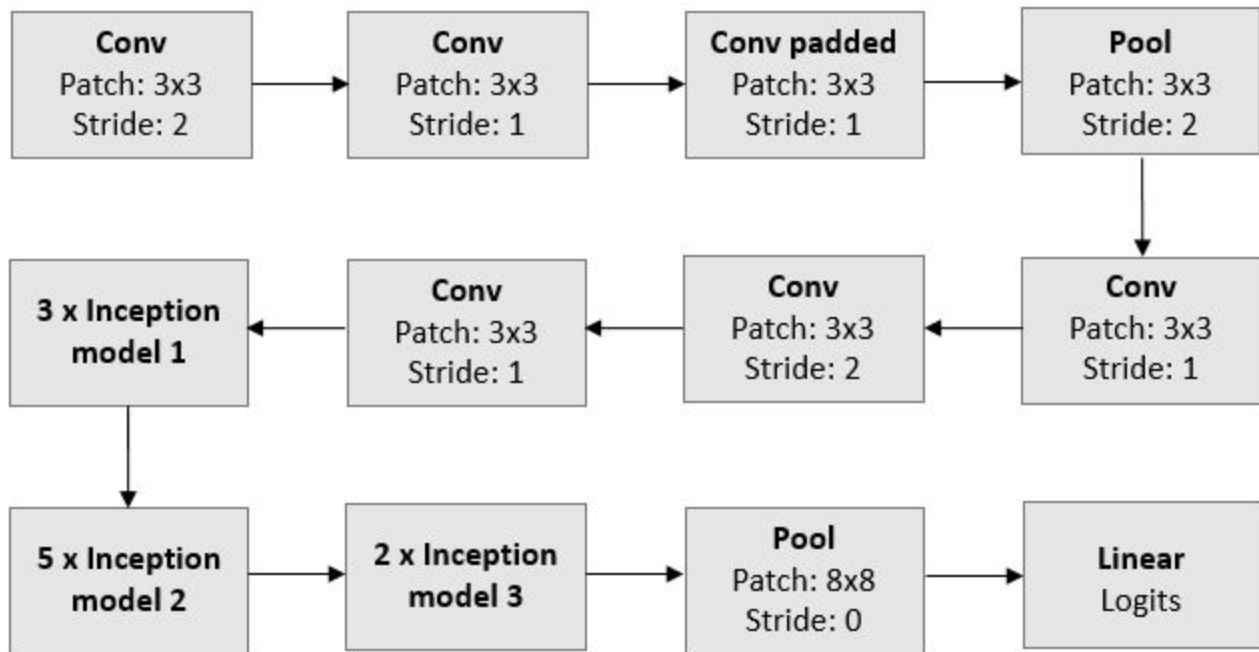 Conv
Patch: 3x3
Stride: 2
Conv
Patch: 3x3
Stride: 1
Conv padded
Patch: 3x3
Stride: 1
Pool
Patch: 3x3
Stride: 2
Conv
Patch: 3x3
Stride: 1
Conv
Patch: 3x3
Stride: 2
Conv
Patch: 3x3
Stride: 1
3 x Inception
model 1
5 x Inception
model 2
2 x Inception
model 3
Pool
Patch: 8x8
Stride: 0
Linear
Logits